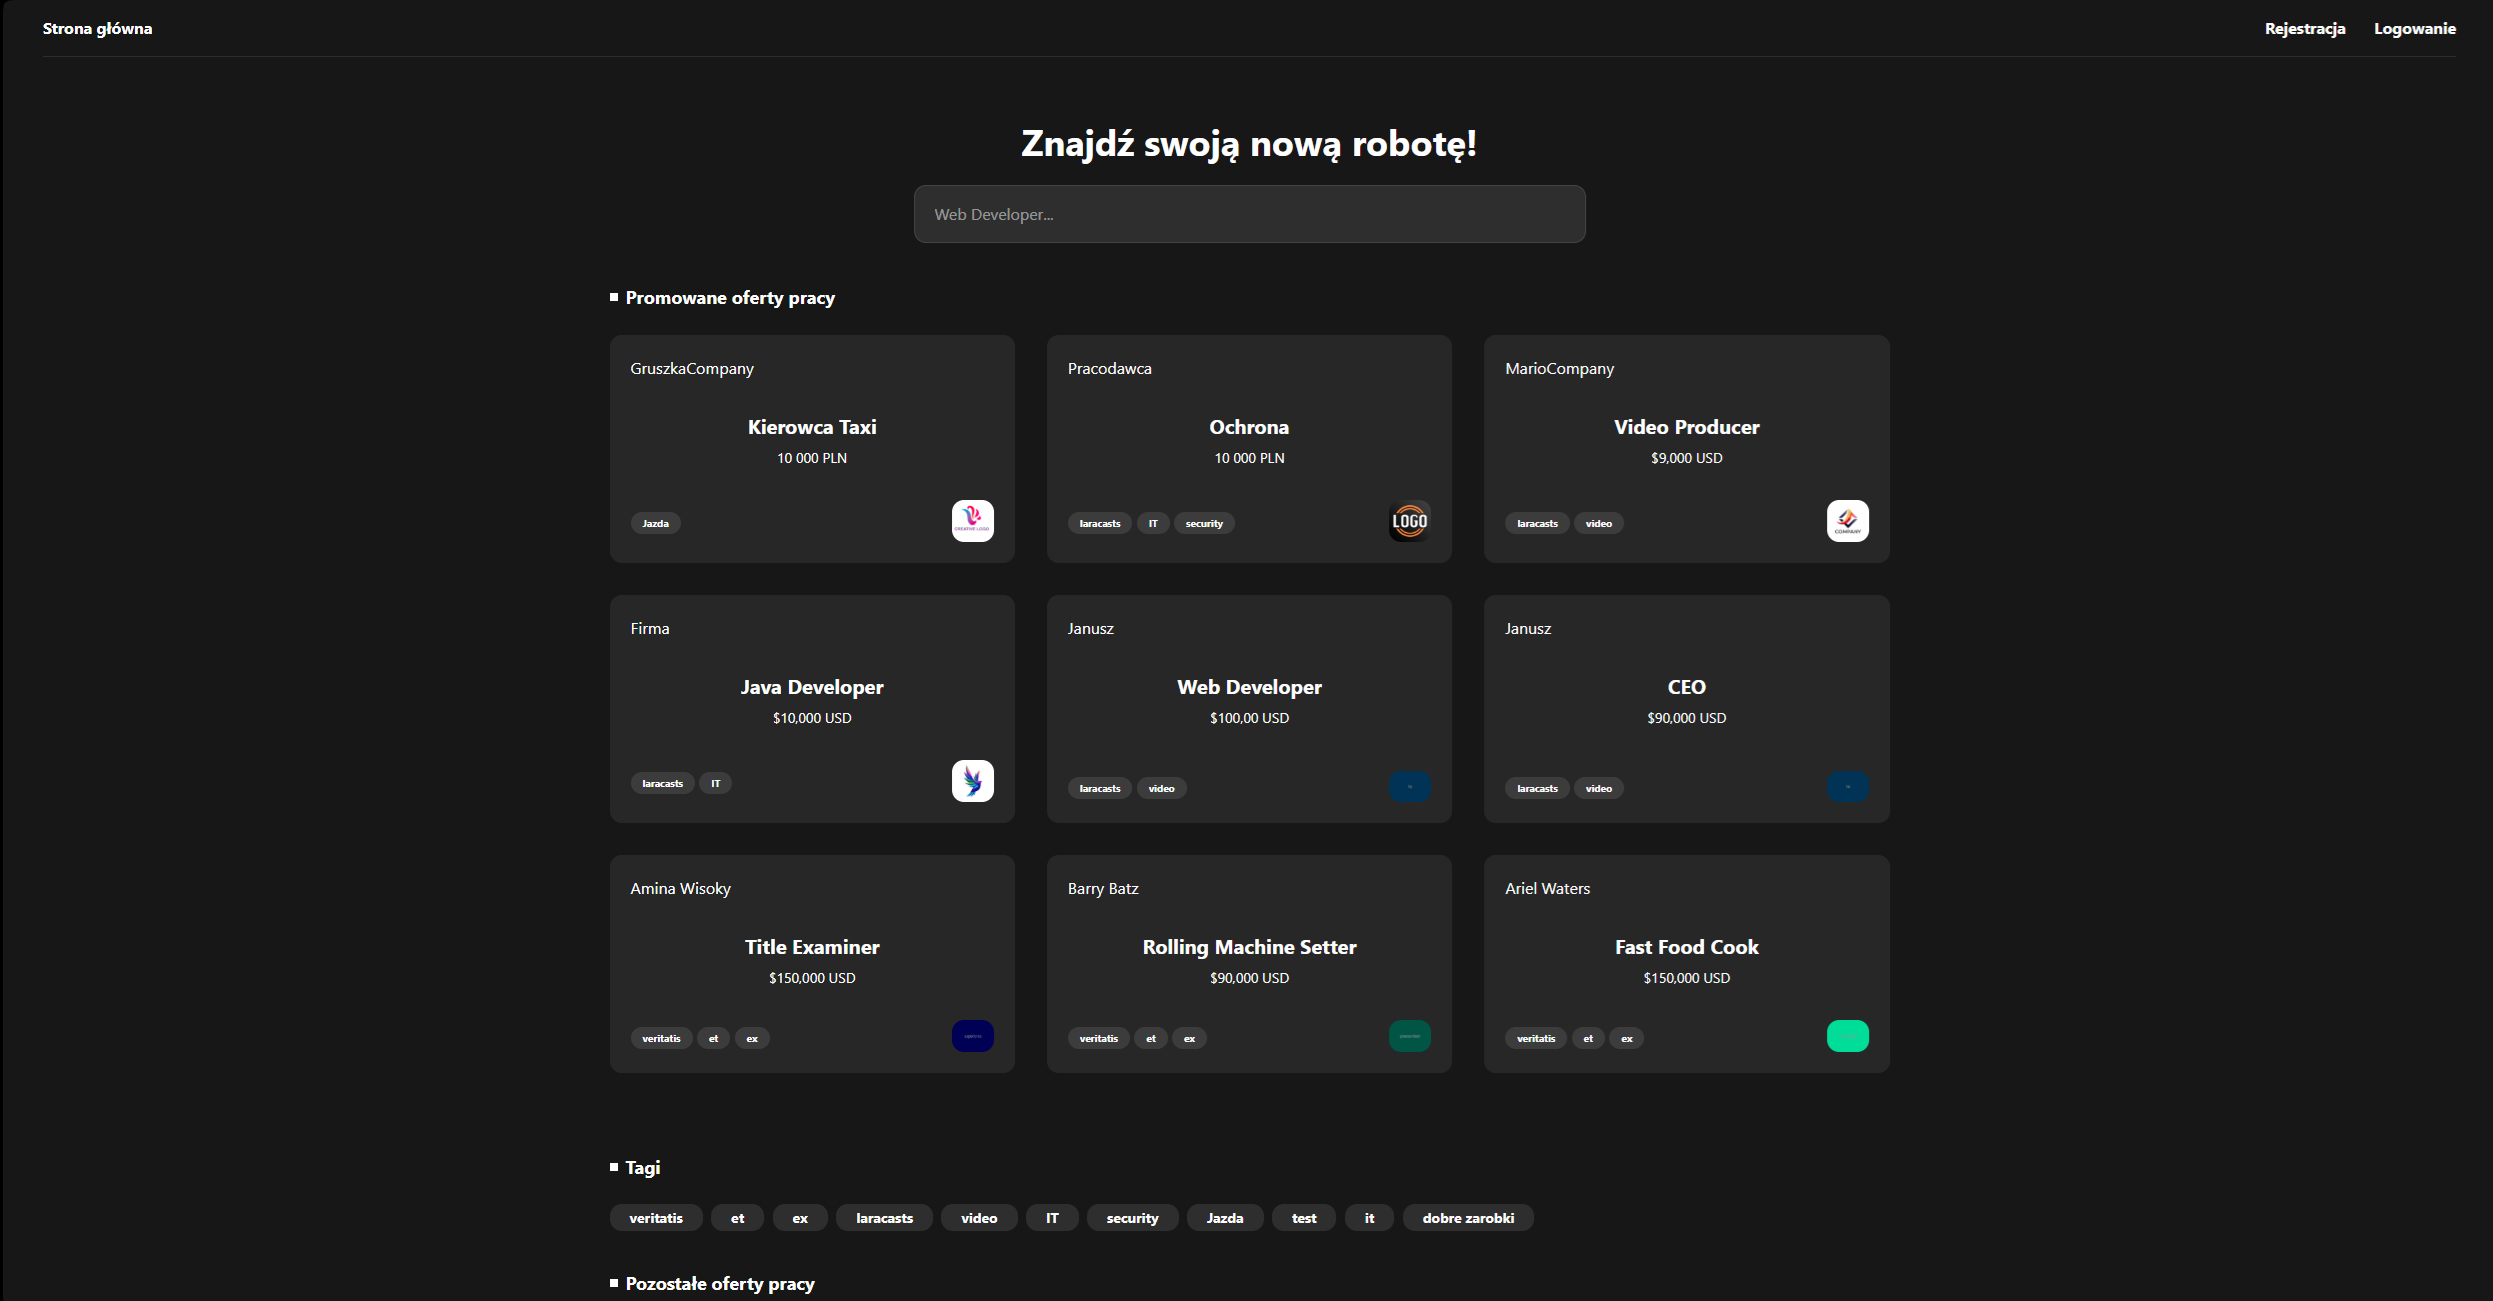 Strona główna
Rejestracja
Logowanie
Znajdź swoją nową robotę!
Web Developer...
Promowane oferty pracy
GruszkaCompany
Kierowca Taxi
10 000 PLN
Jazda
CREATIVE LOGO
Pracodawca
Ochrona
10 000 PLN
laracasts IT security
LOGO
MarioCompany
Video Producer
$9,000 USD
laracasts video
COMPANY
Firma
Java Developer
$10,000 USD
laracasts IT
Janusz
Web Developer
$100,00 USD
laracasts video
Janusz
CEO
$90,000 USD
laracasts video
Amina Wisoky
Title Examiner
$150,000 USD
veritatis et ex
Barry Batz
Rolling Machine Setter
$90,000 USD
veritatis et ex
Ariel Waters
Fast Food Cook
$150,000 USD
veritatis et ex
Tagi
veritatis et ex laracasts video IT security Jazda test it dobre zarobki
Pozostałe oferty pracy